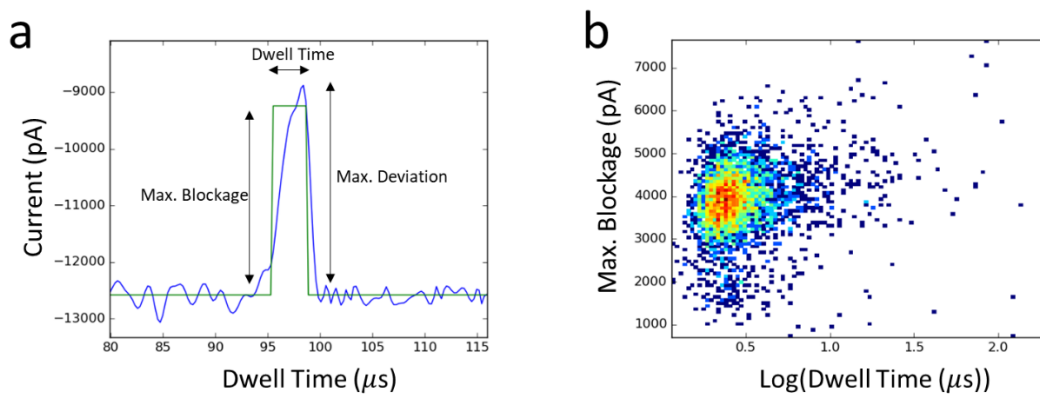 a
Dwell Time
Max. Blockage
Max. Deviation
Current (pA)
−9000
−10000
−11000
−12000
−13000
80
85
90
95
100
105
110
115
Dwell Time (μs)
b
Max. Blockage (pA)
7000
6000
5000
4000
3000
2000
1000
0.5
1.0
1.5
2.0
Log(Dwell Time (μs))